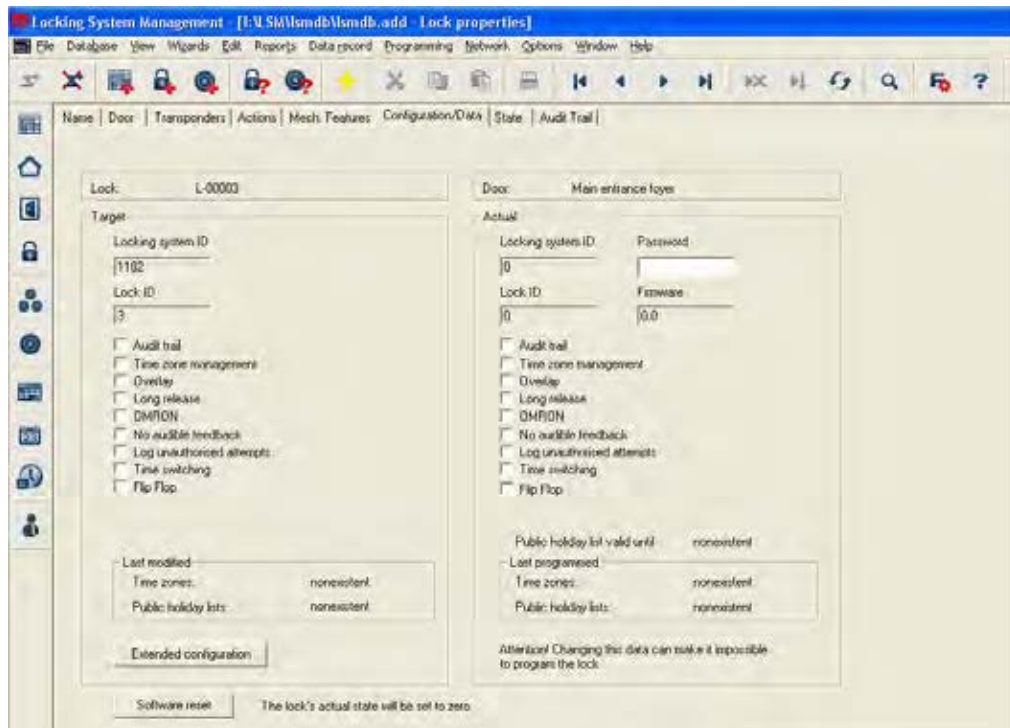 Locking System Management - [I:\LSM\lsmdb\lsmdb.add - Lock properties]
File Database View Wizards Edit Reports Data record Programming Network Options Window Help
Name | Door | Transponders | Actions | Mech. Features Configuration/Data | State | Audit Trail |
Lock: L-00003
Door: Main entrance foyer
Target
Actual
Locking system ID
Locking system ID Password
1102
0
Lock ID
Lock ID Firmware
3
0 0.0
Audit trail
Audit trail
Time zone management
Time zone management
Overlap
Overlap
Long release
Long release
OMRON
OMRON
No audible feedback
No audible feedback
Log unauthorised attempts
Log unauthorised attempts
Time switching
Time switching
Flip Flop
Flip Flop
Public holiday list valid until nonexistent
Last modified
Last programmed
Time zones: nonexistent
Time zones: nonexistent
Public holiday lists: nonexistent
Public holiday lists: nonexistent
Extended configuration
Attention! Changing this data can make it impossible
to program the lock
Software reset The lock's actual state will be set to zero.